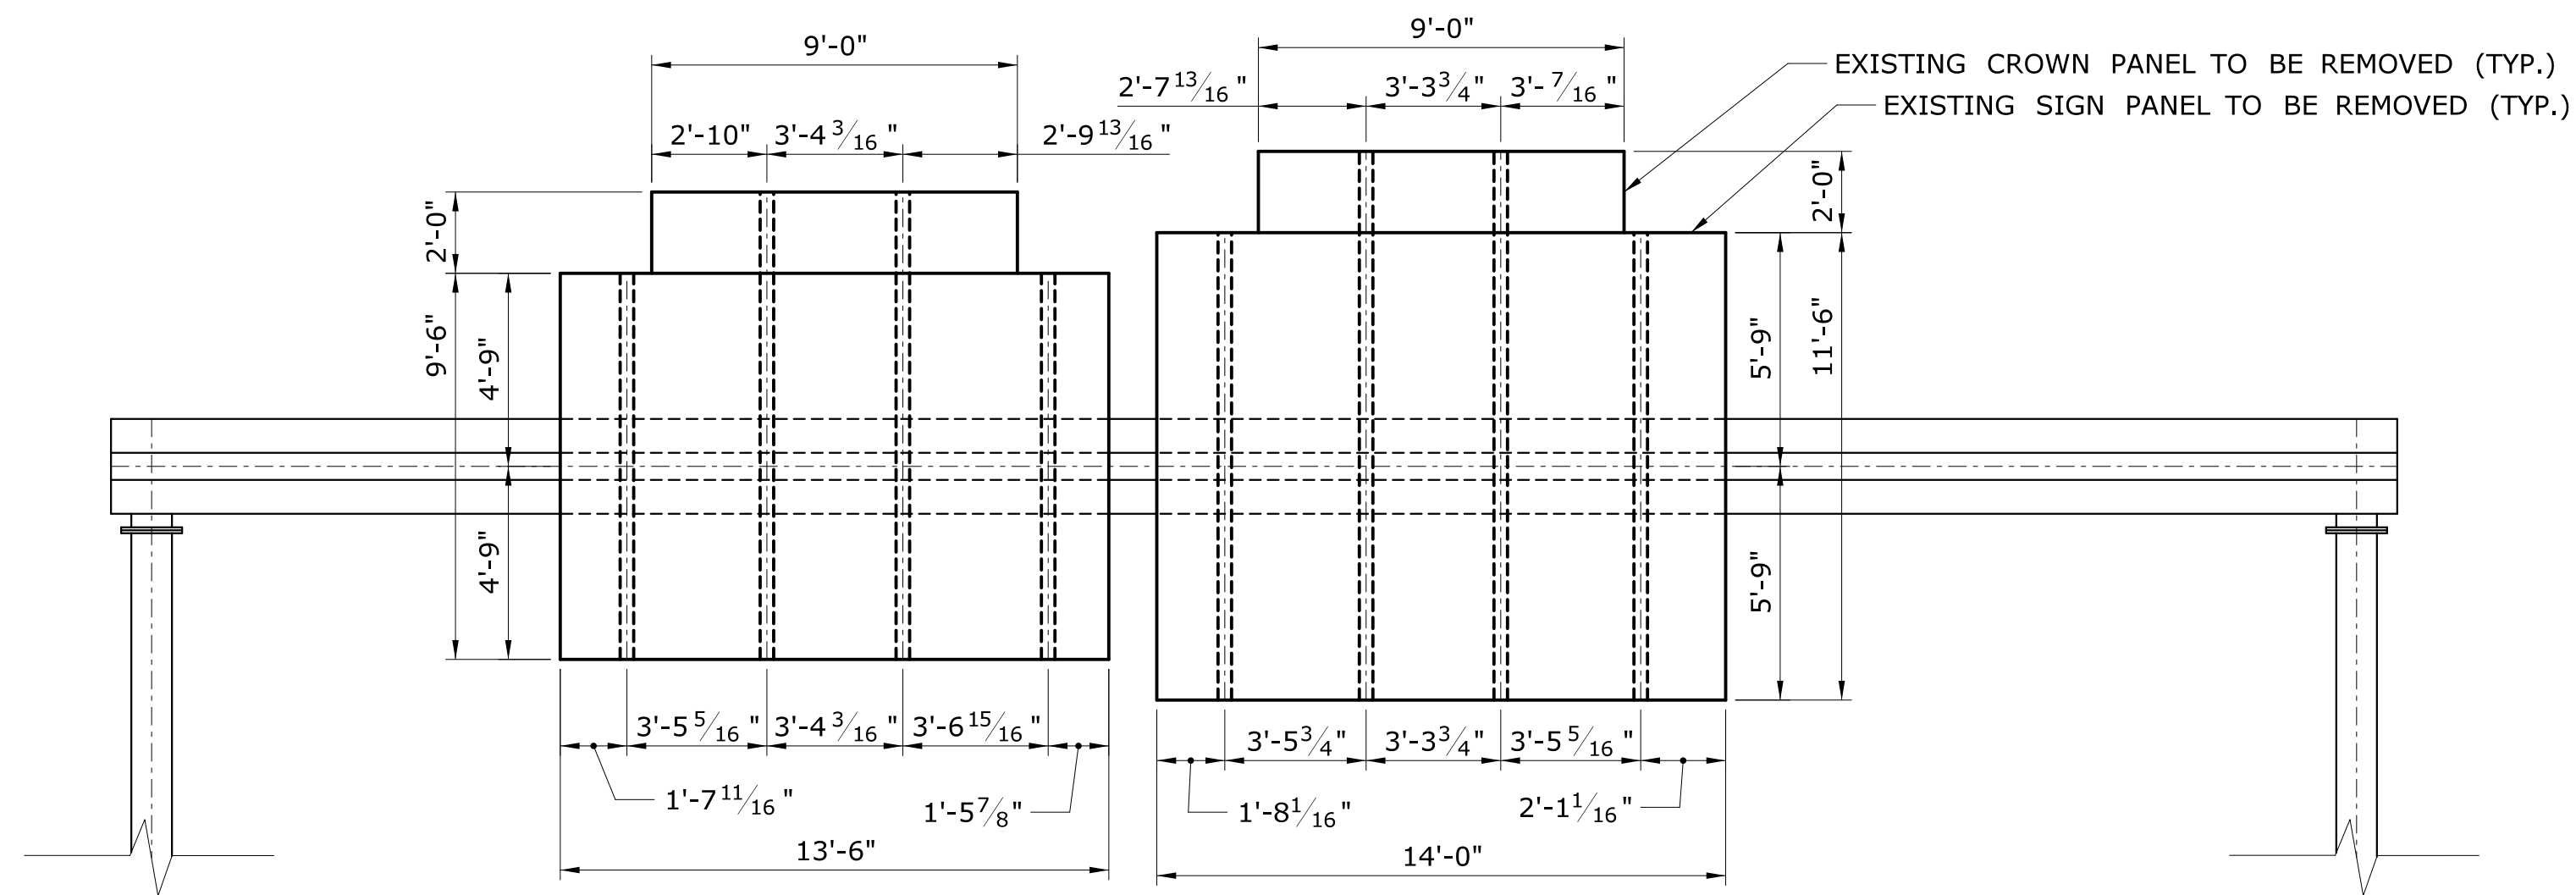 9'-0"
9'-0"
EXISTING CROWN PANEL TO BE REMOVED (TYP.)
2'-7 13/16 "
3'-3 3/4 "
3'- 7/16 "
EXISTING SIGN PANEL TO BE REMOVED (TYP.)
2'-10"
3'-4 3/16 "
2'-9 13/16 "
2'-0"
2'-0"
9'-6"
4'-9"
5'-9"
11'-6"
4'-9"
5'-9"
3'-5 5/16 "
3'-4 3/16 "
3'-6 15/16 "
3'-5 3/4 "
3'-3 3/4 "
3'-5 5/16 "
1'-7 11/16 "
1'-5 7/8 "
1'-8 1/16 "
2'-1 1/16 "
13'-6"
14'-0"